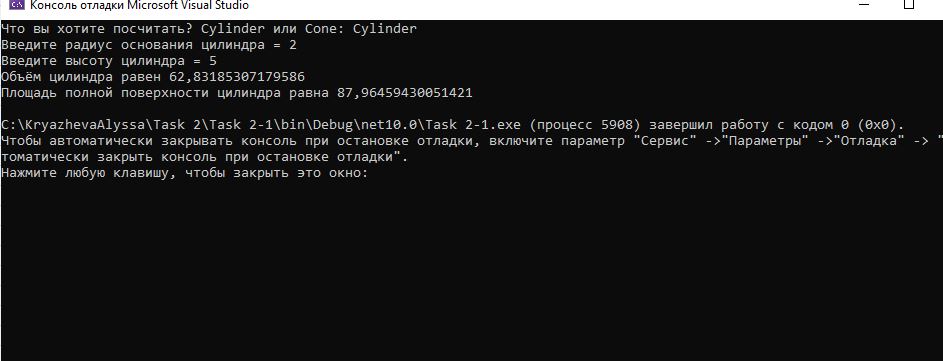 Консоль отладки Microsoft Visual Studio
Что вы хотите посчитать? Cylinder или Cone: Cylinder
Введите радиус основания цилиндра = 2
Введите высоту цилиндра = 5
Объём цилиндра равен 62,83185307179586
Площадь полной поверхности цилиндра равна 87,96459430051421
C:\KryazhevaAlyssa\Task 2\Task 2-1\bin\Debug\net10.0\Task 2-1.exe (процесс 5908) завершил работу с кодом 0 (0x0).
Чтобы автоматически закрывать консоль при остановке отладки, включите параметр "Сервис" ->"Параметры" ->"Отладка" -> "
томатически закрыть консоль при остановке отладки".
Нажмите любую клавишу, чтобы закрыть это окно: